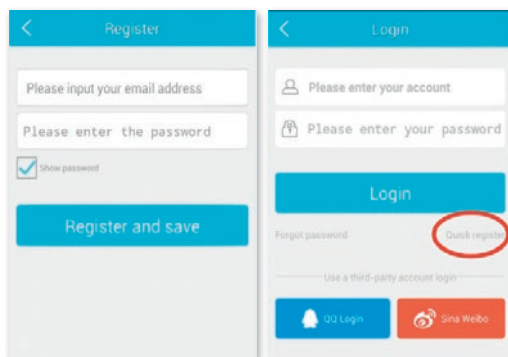 Register
Please input your email address
Please enter the password
Show password
Register and save
Login
Please enter your account
Please enter your password
Login
Forgot password
Quick register
Use a third-party account login
QQ Login
Sina Weibo